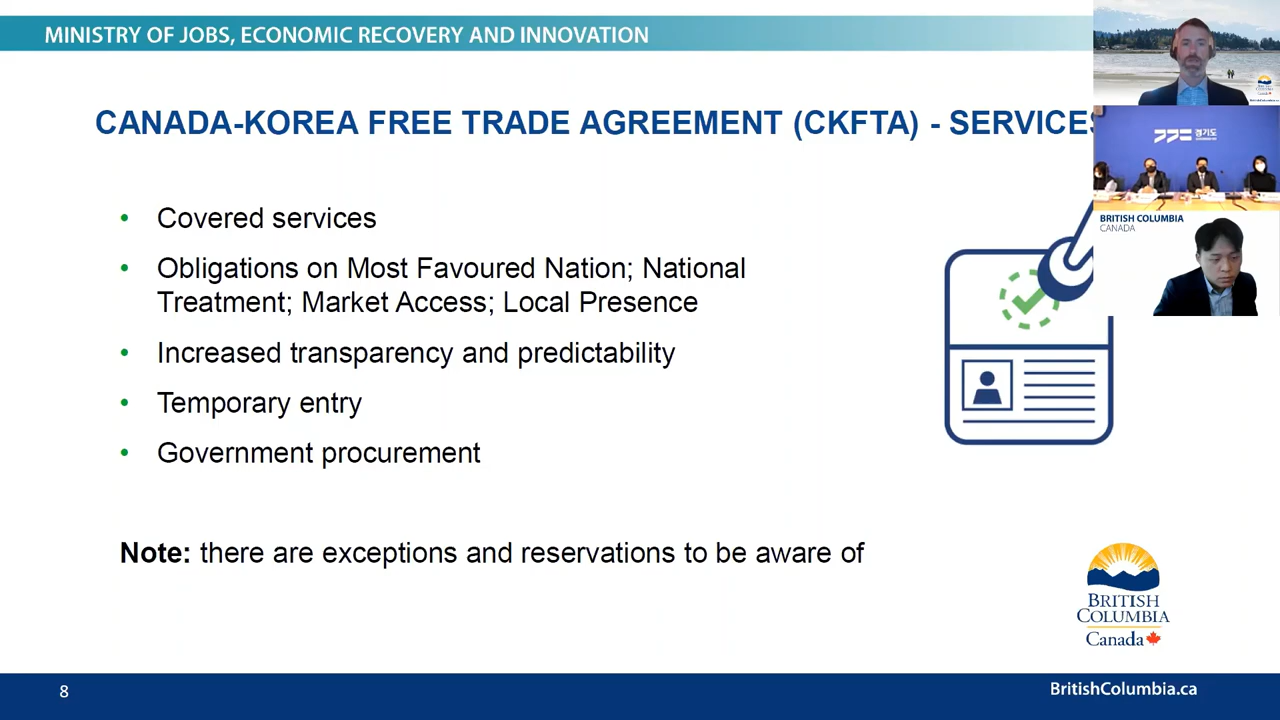 MINISTRY OF JOBS, ECONOMIC RECOVERY AND INNOVATION
CANADA-KOREA FREE TRADE AGREEMENT (CKFTA) - SERVICES
• Covered services
• Obligations on Most Favoured Nation; National
Treatment; Market Access; Local Presence
• Increased transparency and predictability
• Temporary entry
• Government procurement
Note: there are exceptions and reservations to be aware of
경기도
BRITISH COLUMBIA
CANADA
BRITISH
COLUMBIA
Canada
8
BritishColumbia.ca